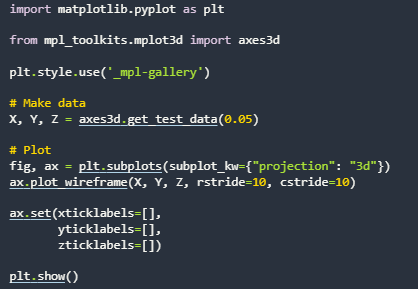 import matplotlib.pyplot as plt
from mpl_toolkits.mplot3d import axes3d
plt.style.use('_mpl-gallery')
# Make data
X, Y, Z = axes3d.get_test_data(0.05)
# Plot
fig, ax = plt.subplots(subplot_kw={"projection": "3d"})
ax.plot_wireframe(X, Y, Z, rstride=10, cstride=10)
ax.set(xticklabels=[],
       yticklabels=[],
       zticklabels=[])
plt.show()